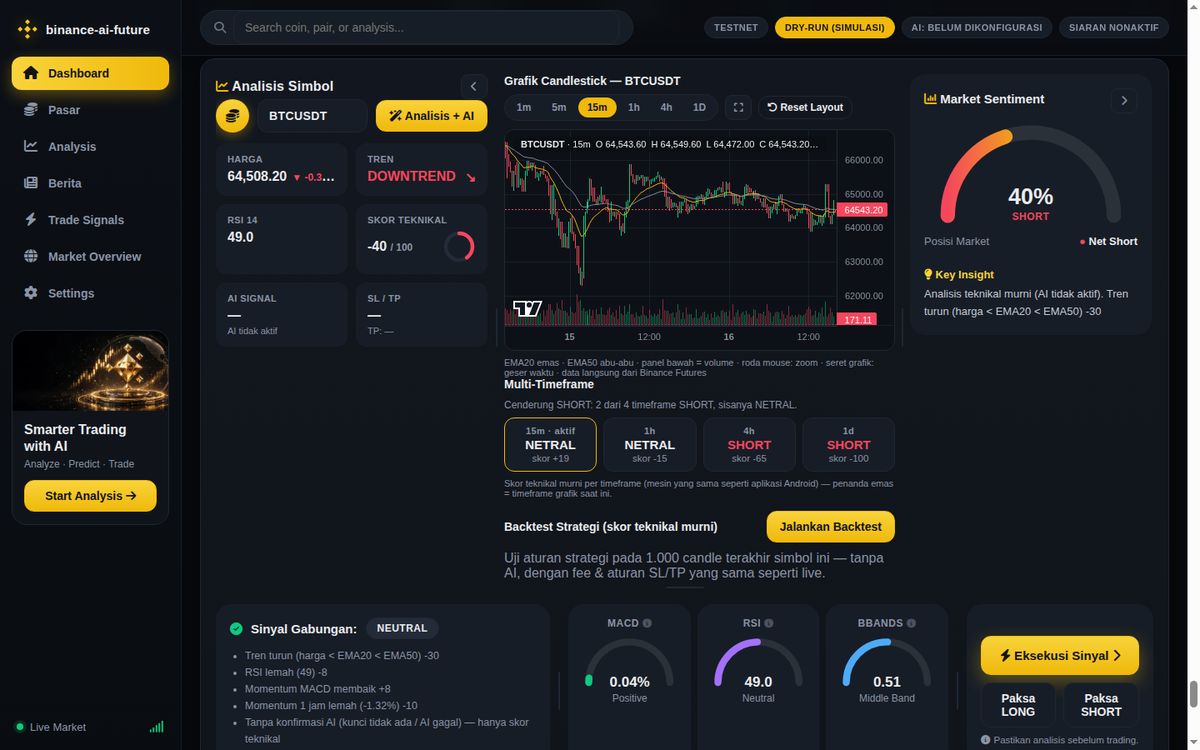 binance-ai-future
Search coin, pair, or analysis...
TESTNET
DRY-RUN (SIMULASI)
AI: BELUM DIKONFIGURASI
SIARAN NONAKTIF
Dashboard
Pasar
Analysis
Berita
Trade Signals
Market Overview
Settings
Smarter Trading
with AI
Analyze · Predict · Trade
Start Analysis →
Live Market
Analisis Simbol
BTCUSDT
Analisis + AI
HARGA
64,508.20 ▼ -0.3...
TREN
DOWNTREND ↘
RSI 14
49.0
SKOR TEKNIKAL
-40 / 100
AI SIGNAL
—
AI tidak aktif
SL / TP
—
TP: —
Grafik Candlestick — BTCUSDT
1m 5m 15m 1h 4h 1D
Reset Layout
BTCUSDT · 15m O 64,543.60 H 64,549.60 L 64,472.00 C 64,543.20...
66000.00
65000.00
64543.20
64000.00
63000.00
62000.00
171.11
15 12:00 16 12:00
EMA20 emas · EMA50 abu-abu · panel bawah = volume · roda mouse: zoom · seret grafik:
geser waktu · data langsung dari Binance Futures
Multi-Timeframe
Cenderung SHORT: 2 dari 4 timeframe SHORT, sisanya NETRAL.
15m · aktif
NETRAL
skor +19
1h
NETRAL
skor -15
4h
SHORT
skor -65
1d
SHORT
skor -100
Skor teknikal murni per timeframe (mesin yang sama seperti aplikasi Android) — penanda emas
= timeframe grafik saat ini.
Backtest Strategi (skor teknikal murni)
Jalankan Backtest
Uji aturan strategi pada 1.000 candle terakhir simbol ini — tanpa
AI, dengan fee & aturan SL/TP yang sama seperti live.
Market Sentiment
40%
SHORT
Posisi Market
● Net Short
Key Insight
Analisis teknikal murni (AI tidak aktif). Tren
turun (harga < EMA20 < EMA50) -30
Sinyal Gabungan: NEUTRAL
• Tren turun (harga < EMA20 < EMA50) -30
• RSI lemah (49) -8
• Momentum MACD membaik +8
• Momentum 1 jam lemah (-1.32%) -10
• Tanpa konfirmasi AI (kunci tidak ada / AI gagal) — hanya skor
teknikal
MACD
0.04%
Positive
RSI
49.0
Neutral
BBANDS
0.51
Middle Band
Eksekusi Sinyal
Paksa
LONG
Paksa
SHORT
Pastikan analisis sebelum trading.